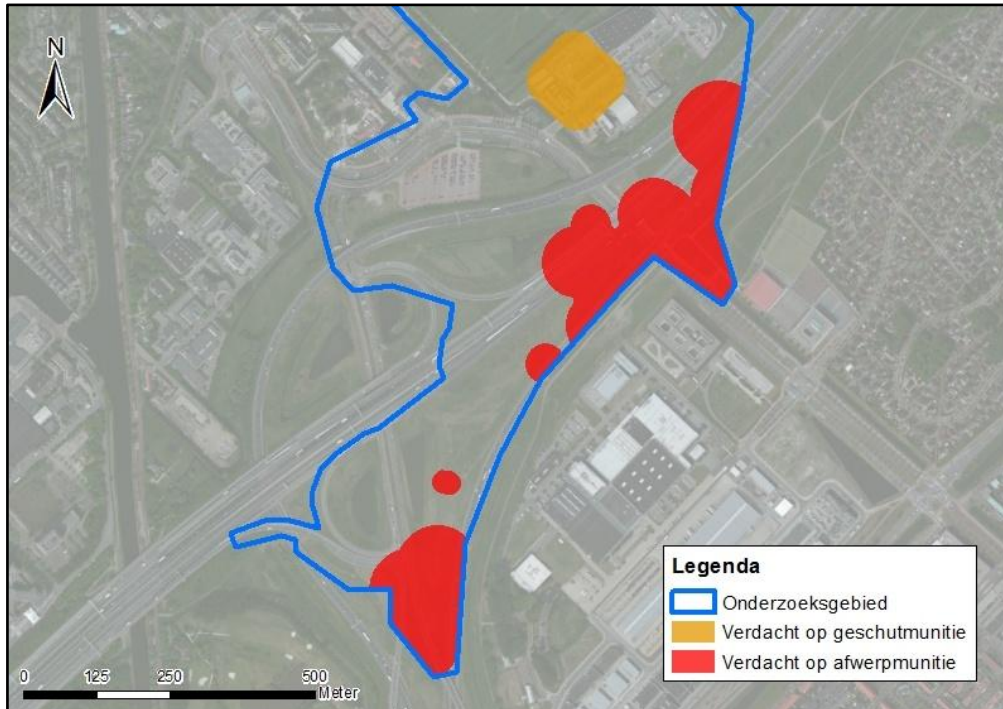 N
Legenda
Onderzoeksgebied
Verdacht op geschutmunitie
Verdacht op afwerpmunitie
0 125 250 500
Meter